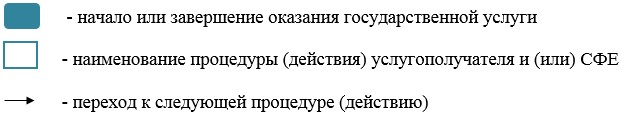 - начало или завершение оказания государственной услуги
- наименование процедуры (действия) услугополучателя и (или) СФЕ
- переход к следующей процедуре (действию)